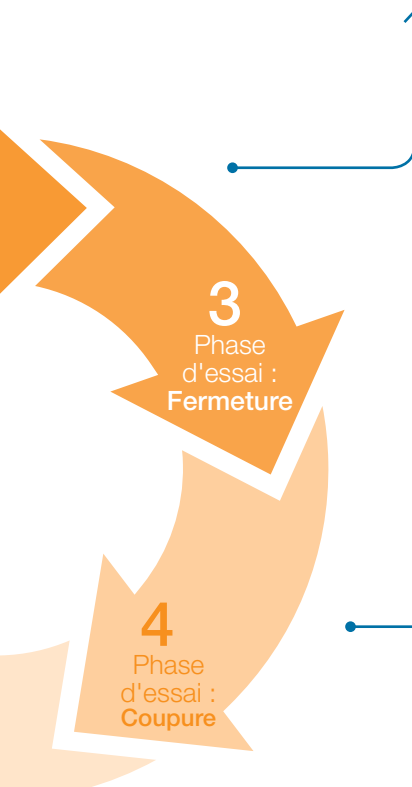 3
Phase
d'essai :
Fermeture
4
Phase
d'essai :
Coupure